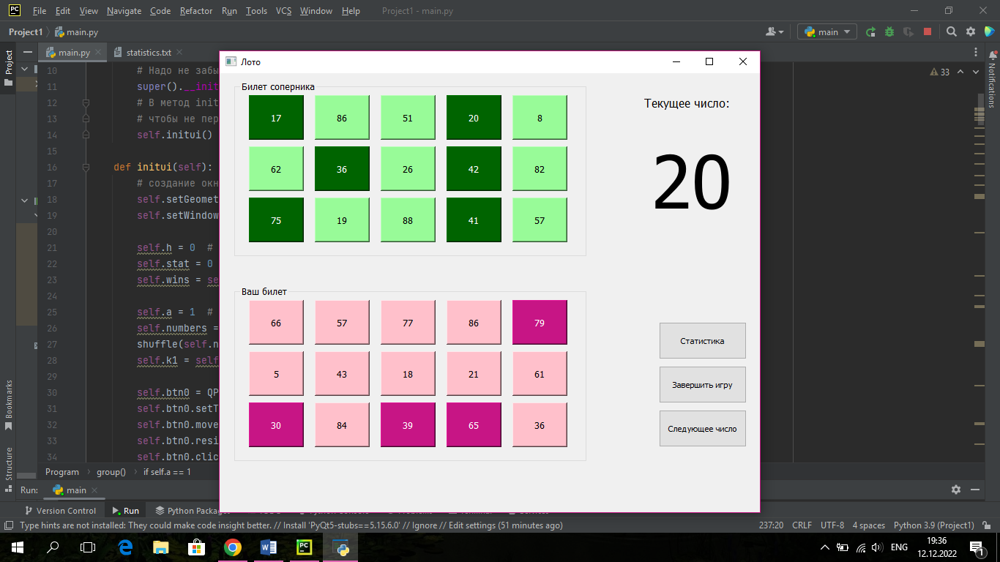 PC File Edit View Navigate Code Refactor Run Tools VCS Window Help Project1 - main.py
Project1 main.py main
Project main.py statistics.txt Notifications
Лото
10 # Надо не забы
11 super().__init
12 # В метод init
13 # чтобы не пер
14 self.initui()
15
16 def initui(self):
17 # создание окн
18 self.setGeomet
19 self.setWindow
20
21 self.h = 0 #
22 self.stat = 0
23 self.wins = se
24
25 self.a = 1 #
26 self.numbers =
27 shuffle(self.n
28 self.k1 = self
29
30 self.btn0 = QP
31 self.btn0.setT
32 self.btn0.move
33 self.btn0.resi
34 self.btn0.clic
33
Билет соперника
17 86 51 20 8
62 36 26 42 82
75 19 88 41 57
Текущее число:
20
Ваш билет
66 57 77 86 79
5 43 18 21 61
30 84 39 65 36
Статистика
Завершить игру
Следующее число
Bookmarks
Structure
Program group() if self.a == 1
Run: main
Version Control Run Python Packag
Type hints are not installed: They could make code insight better. // Install 'PyQt5-stubs==5.15.6.0' // Ignore // Edit settings (51 minutes ago) 237:20 CRLF UTF-8 4 spaces Python 3.9 (Project1)
W PC ENG 19:36
12.12.2022 1